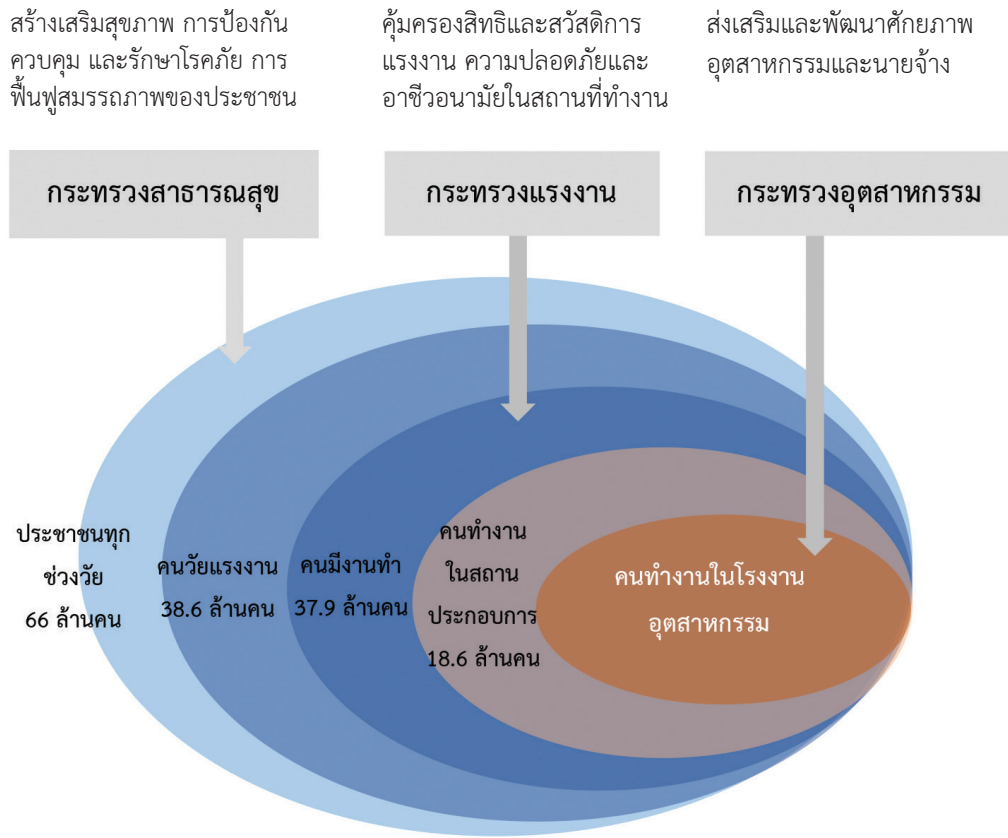 สร้างเสริมสุขภาพ การป้องกัน
ควบคุม และรักษาโรคภัย การ
ฟื้นฟูสมรรถภาพของประชาชน
คุ้มครองสิทธิและสวัสดิการ
แรงงาน ความปลอดภัยและ
อาชีวอนามัยในสถานที่ทำงาน
ส่งเสริมและพัฒนาศักยภาพ
อุตสาหกรรมและนายจ้าง
กระทรวงสาธารณสุข
กระทรวงแรงงาน
กระทรวงอุตสาหกรรม
ประชาชนทุก
ช่วงวัย
66 ล้านคน
คนวัยแรงงาน
38.6 ล้านคน
คนมีงานทำ
37.9 ล้านคน
คนทำงาน
ในสถาน
ประกอบการ
18.6 ล้านคน
คนทำงานในโรงงาน
อุตสาหกรรม